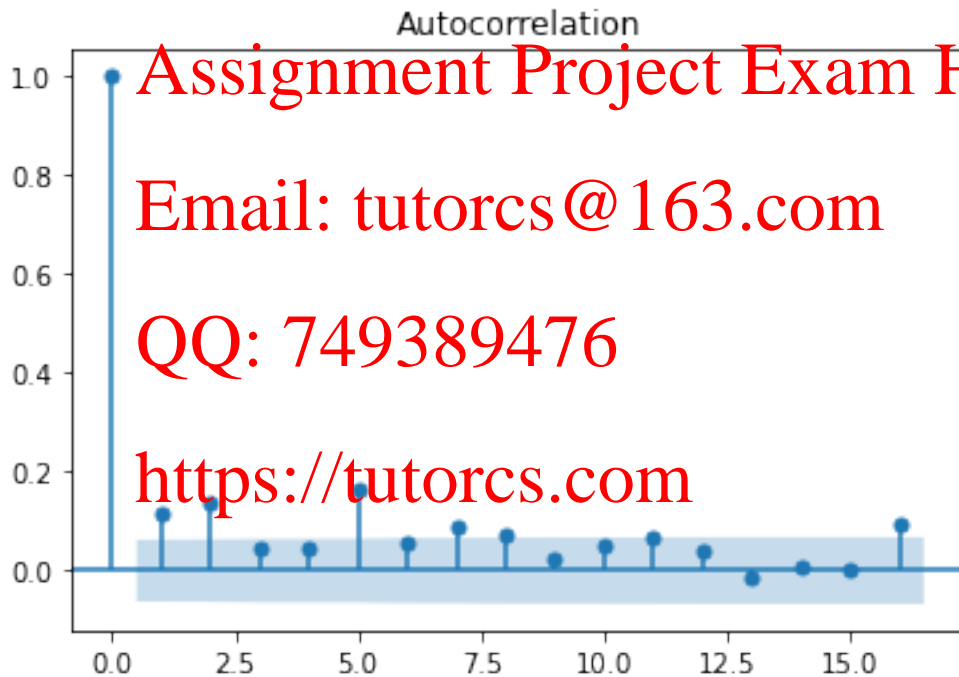 Autocorrelation
1.0
Assignment Project Exam H
0.8
Email: tutorcs@163.com
0.6
QQ: 749389476
0.4
0.2
https://tutorcs.com
0.0
0.0 2.5 5.0 7.5 10.0 12.5 15.0